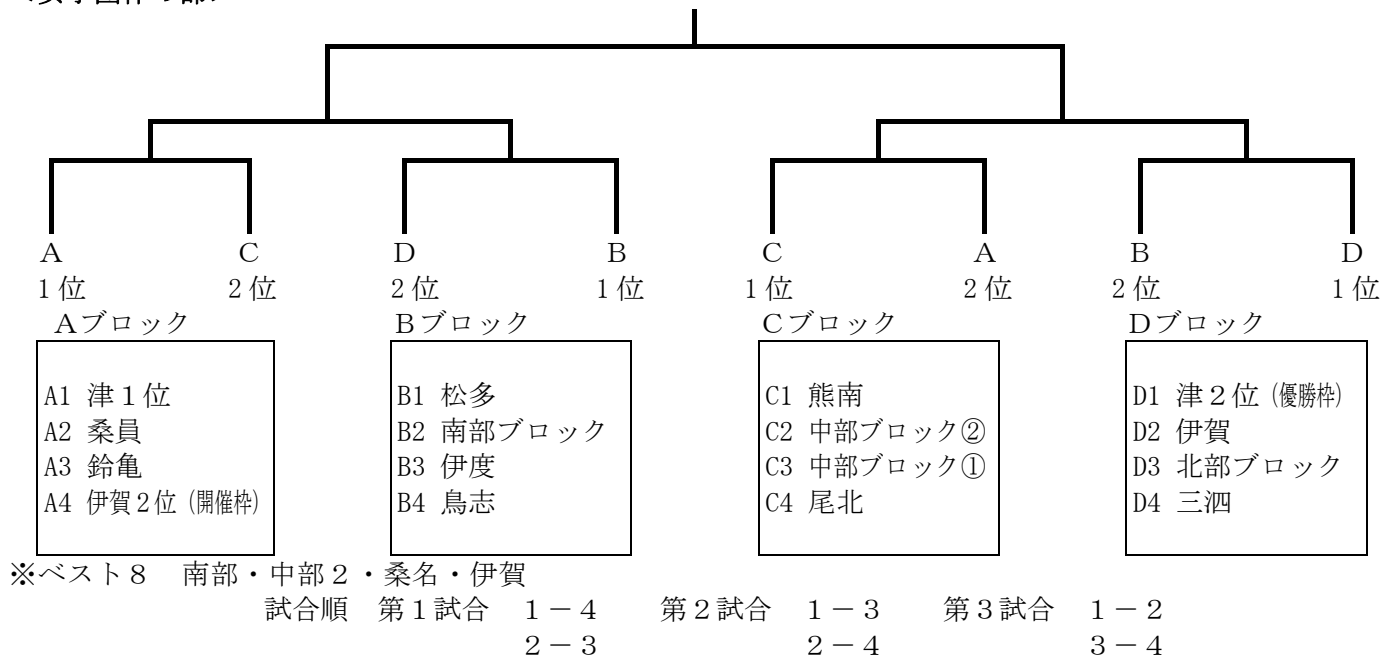 A C D B C A B D
1位 2位 2位 1位 1位 2位 2位 1位
Aブロック Bブロック Cブロック Dブロック
A1 津1位 B1 松多 C1 熊南 D1 津2位(優勝枠)
A2 桑員 B2 南部ブロック C2 中部ブロック② D2 伊賀
A3 鈴亀 B3 伊度 C3 中部ブロック① D3 北部ブロック
A4 伊賀2位(開催枠) B4 鳥志 C4 尾北 D4 三泗
※ベスト8 南部・中部2・桑名・伊賀
試合順 第1試合 1-4 第2試合 1-3 第3試合 1-2
2-3 2-4 3-4